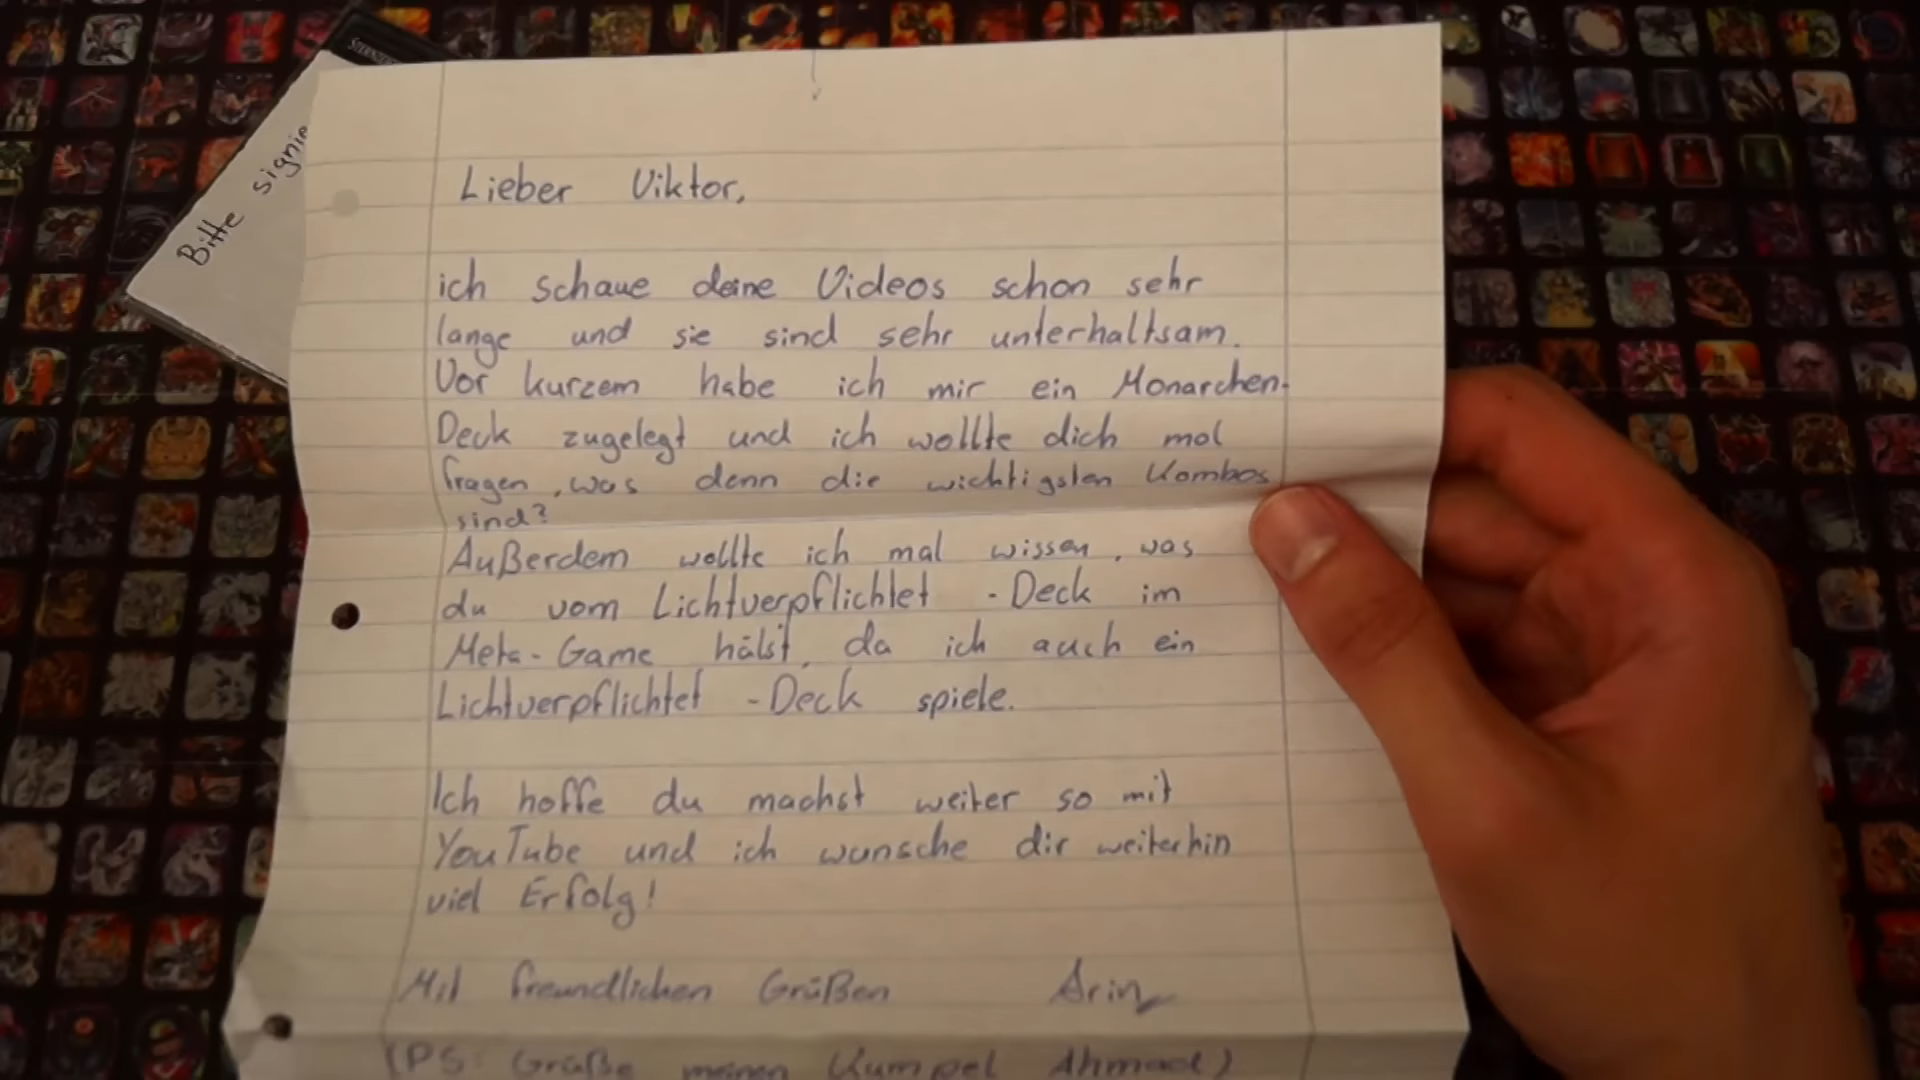 Bitte signie
Lieber Viktor,
ich schaue deine Videos schon sehr
lange und sie sind sehr unterhaltsam.
Vor kurzem habe ich mir ein Monarchen-
Deck zugelegt und ich wollte dich mal
fragen, was denn die wichtigsten Kombos
sind?
Außerdem wollte ich mal wissen, was
du vom Lichtverpflichtet -Deck im
Meta-Game hälst, da ich auch ein
Lichtverpflichtet -Deck spiele.
Ich hoffe du machst weiter so mit
YouTube und ich wünsche dir weiterhin
viel Erfolg!
Mit freundlichen Grüßen Arin
(PS: Grüße meinen Kumpel Ahmad)